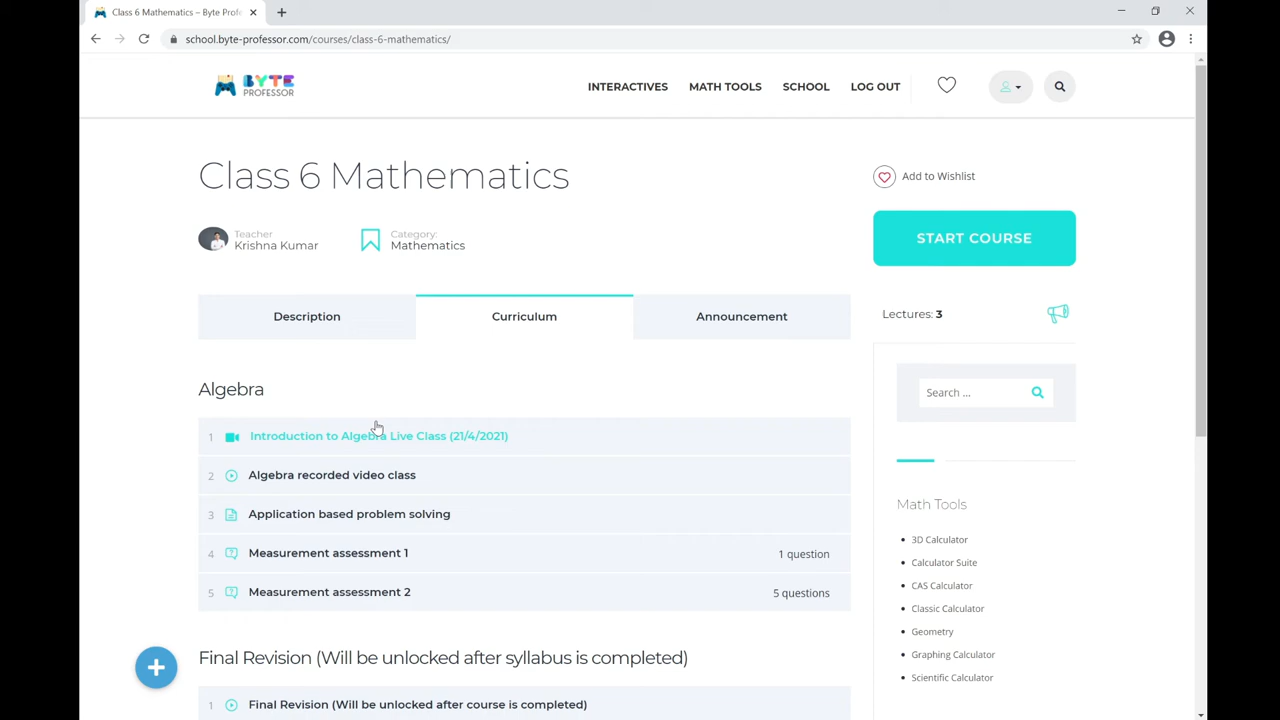 Class 6 Mathematics – Byte Profe
school.byte-professor.com/courses/class-6-mathematics/
BYTE
PROFESSOR
INTERACTIVES
MATH TOOLS
SCHOOL
LOG OUT
Class 6 Mathematics
Add to Wishlist
Teacher
Krishna Kumar
Category:
Mathematics
START COURSE
Description
Curriculum
Announcement
Lectures: 3
Algebra
Search ...
1
Introduction to Algebra Live Class (21/4/2021)
2
Algebra recorded video class
3
Application based problem solving
4
Measurement assessment 1
1 question
5
Measurement assessment 2
5 questions
Math Tools
3D Calculator
Calculator Suite
CAS Calculator
Classic Calculator
Geometry
Graphing Calculator
Scientific Calculator
Final Revision (Will be unlocked after syllabus is completed)
1
Final Revision (Will be unlocked after course is completed)